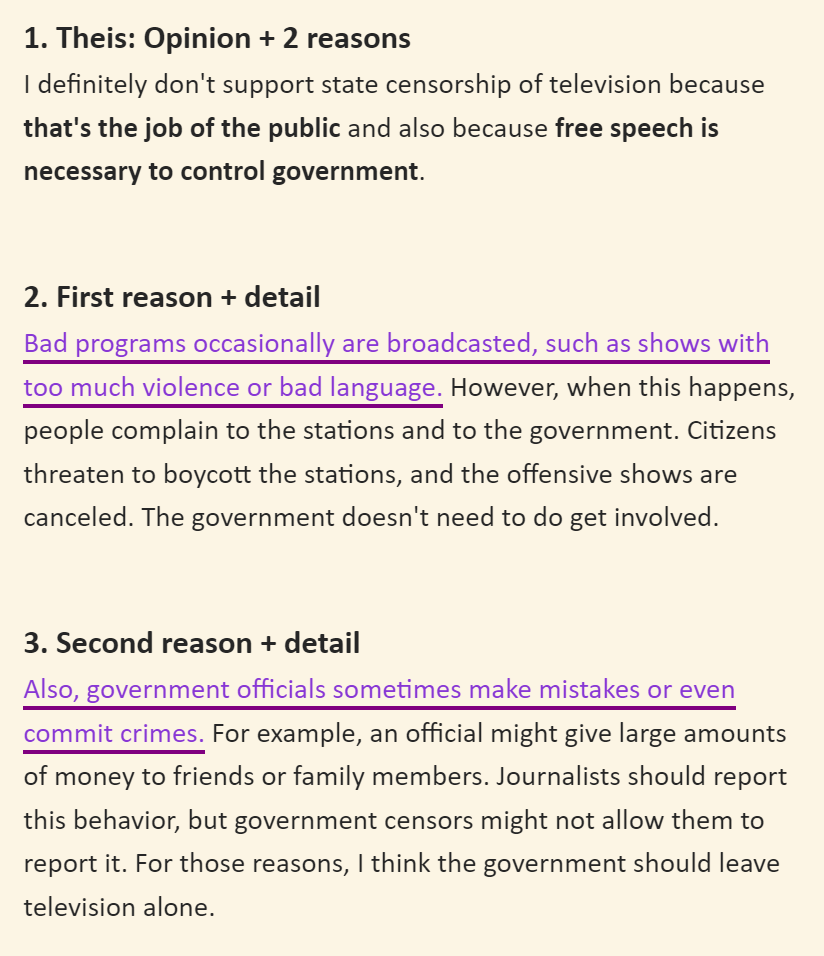 1. Theis: Opinion + 2 reasons
I definitely don't support state censorship of television because
that's the job of the public and also because free speech is
necessary to control government.
2. First reason + detail
Bad programs occasionally are broadcasted, such as shows with
too much violence or bad language. However, when this happens,
people complain to the stations and to the government. Citizens
threaten to boycott the stations, and the offensive shows are
canceled. The government doesn't need to do get involved.
3. Second reason + detail
Also, government officials sometimes make mistakes or even
commit crimes. For example, an official might give large amounts
of money to friends or family members. Journalists should report
this behavior, but government censors might not allow them to
report it. For those reasons, I think the government should leave
television alone.